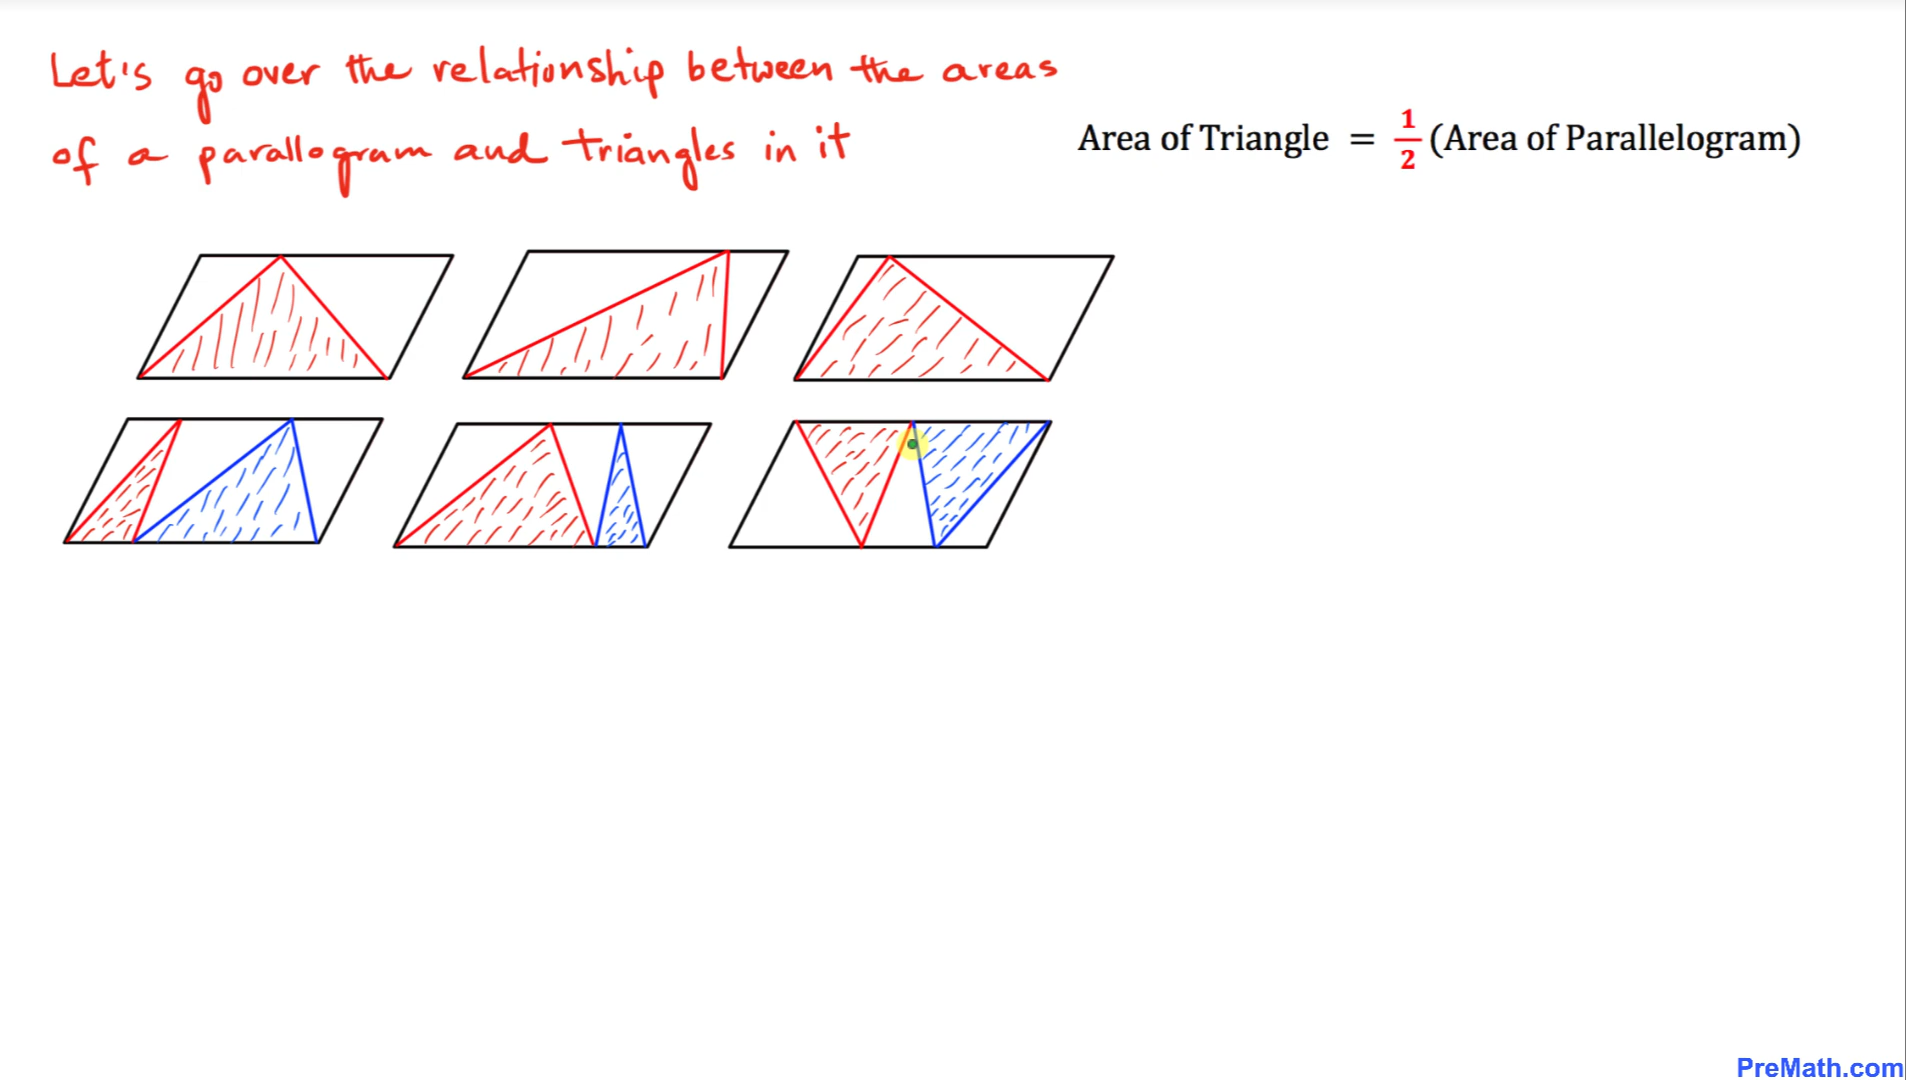 Let's go over the relationship between the areas
of a parallogram and triangles in it
Area of Triangle = 1/2 (Area of Parallelogram)
PreMath.com